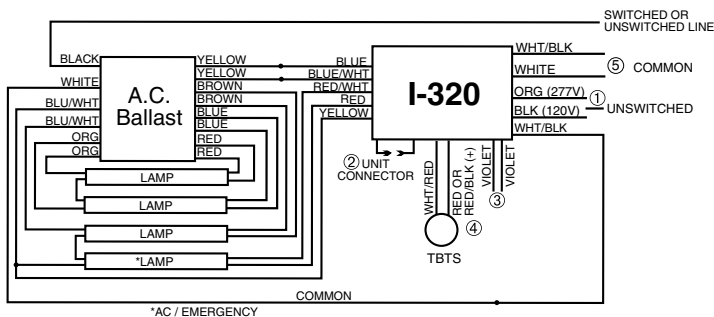 SWITCHED OR
UNSWITCHED LINE
BLACK
WHITE
BLU/WHT
BLU/WHT
ORG
ORG
A.C.
Ballast
YELLOW
YELLOW
BROWN
BROWN
BLUE
BLUE
RED
RED
BLUE
BLUE/WHT
RED/WHT
RED
YELLOW
I-320
WHT/BLK
WHITE
⑤ COMMON
ORG (277V)
①
UNSWITCHED
BLK (120V)
WHT/BLK
② UNIT
CONNECTOR
WHT/RED
RED OR
RED/BLK (+)
④
VIOLET
VIOLET
③
TBTS
LAMP
LAMP
LAMP
*LAMP
COMMON
*AC / EMERGENCY